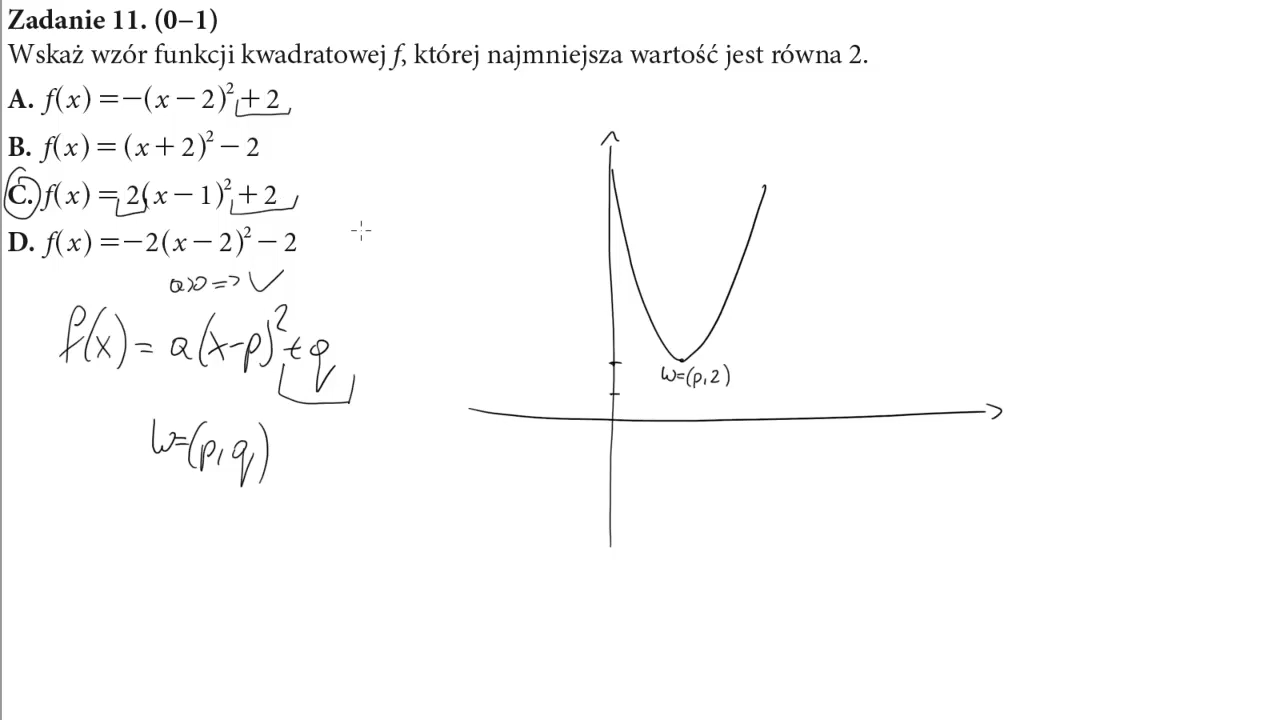 Zadanie 11. (0–1)
Wskaż wzór funkcji kwadratowej f, której najmniejsza wartość jest równa 2.
A. f(x) = −(x − 2)² + 2
B. f(x) = (x + 2)² − 2
C. f(x) = 2(x − 1)² + 2
D. f(x) = −2(x − 2)² − 2
a>0 => ✓
f(x) = a(x-p)² + q
W=(p,q)
W=(p,2)